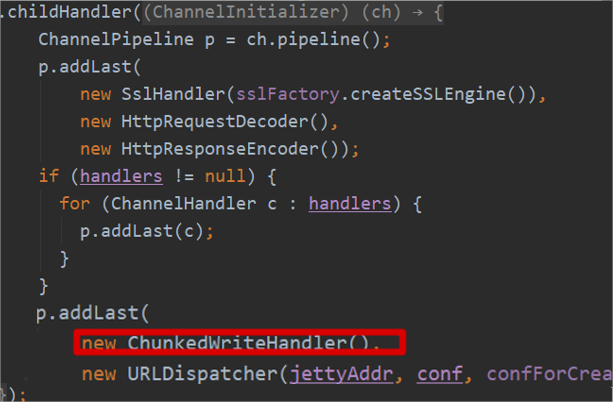 .childHandler((ChannelInitializer) (ch) → {
ChannelPipeline p = ch.pipeline();
p.addLast(
new SslHandler(sslFactory.createSSLEngine()),
new HttpRequestDecoder(),
new HttpResponseEncoder());
if (handlers != null) {
for (ChannelHandler c : handlers) {
p.addLast(c);
}
}
p.addLast(
new ChunkedWriteHandler(),
new URLDispatcher(jettyAddr, conf, confForCrea
});